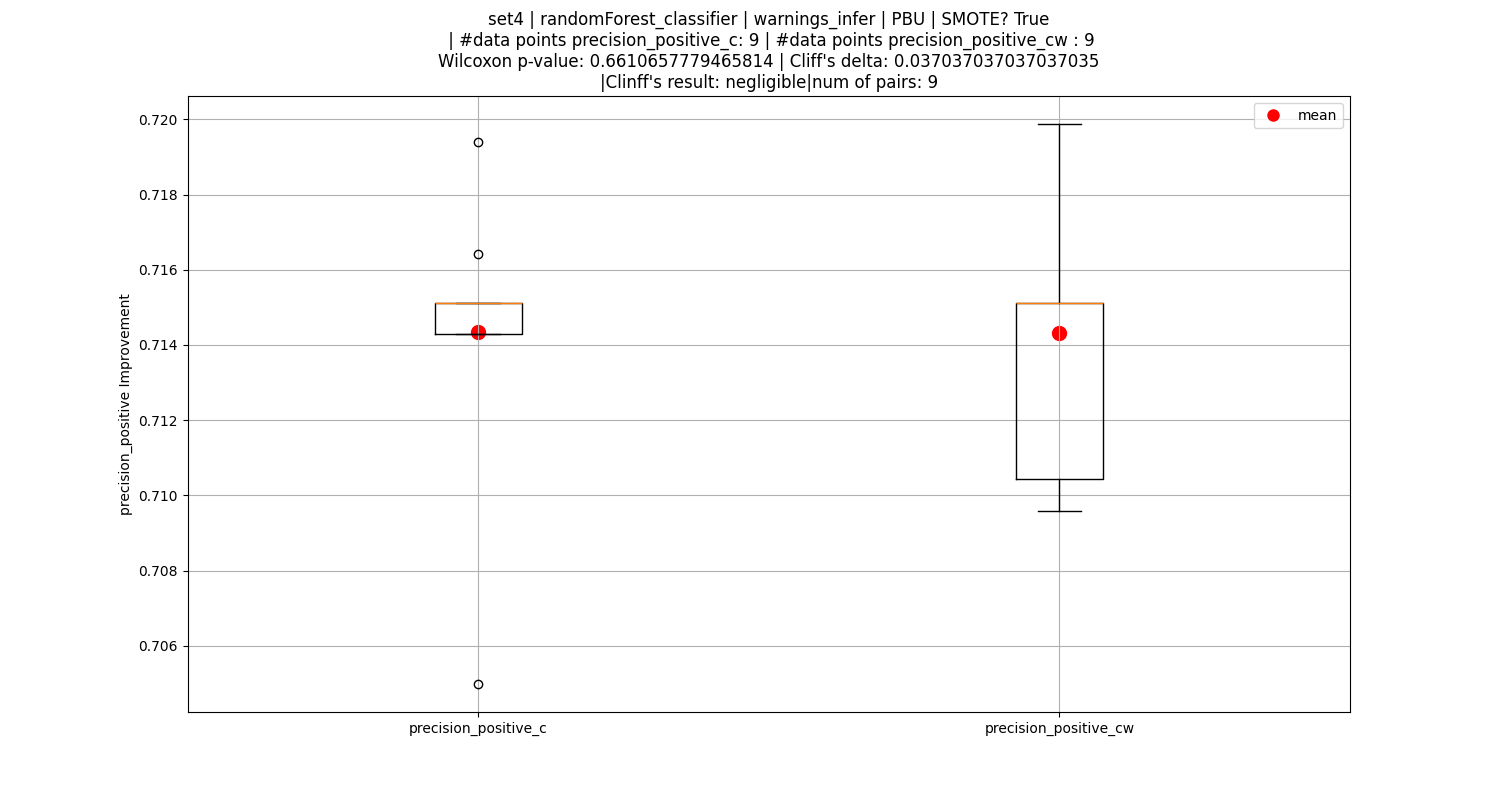 set4 | randomForest_classifier | warnings_infer | PBU | SMOTE? True
| #data points precision_positive_c: 9 | #data points precision_positive_cw : 9
Wilcoxon p-value: 0.6610657779465814 | Cliff's delta: 0.037037037037037035
|Clinff's result: negligible|num of pairs: 9
mean
0.720
0.718
0.716
0.714
0.712
0.710
0.708
0.706
precision_positive Improvement
precision_positive_c
precision_positive_cw